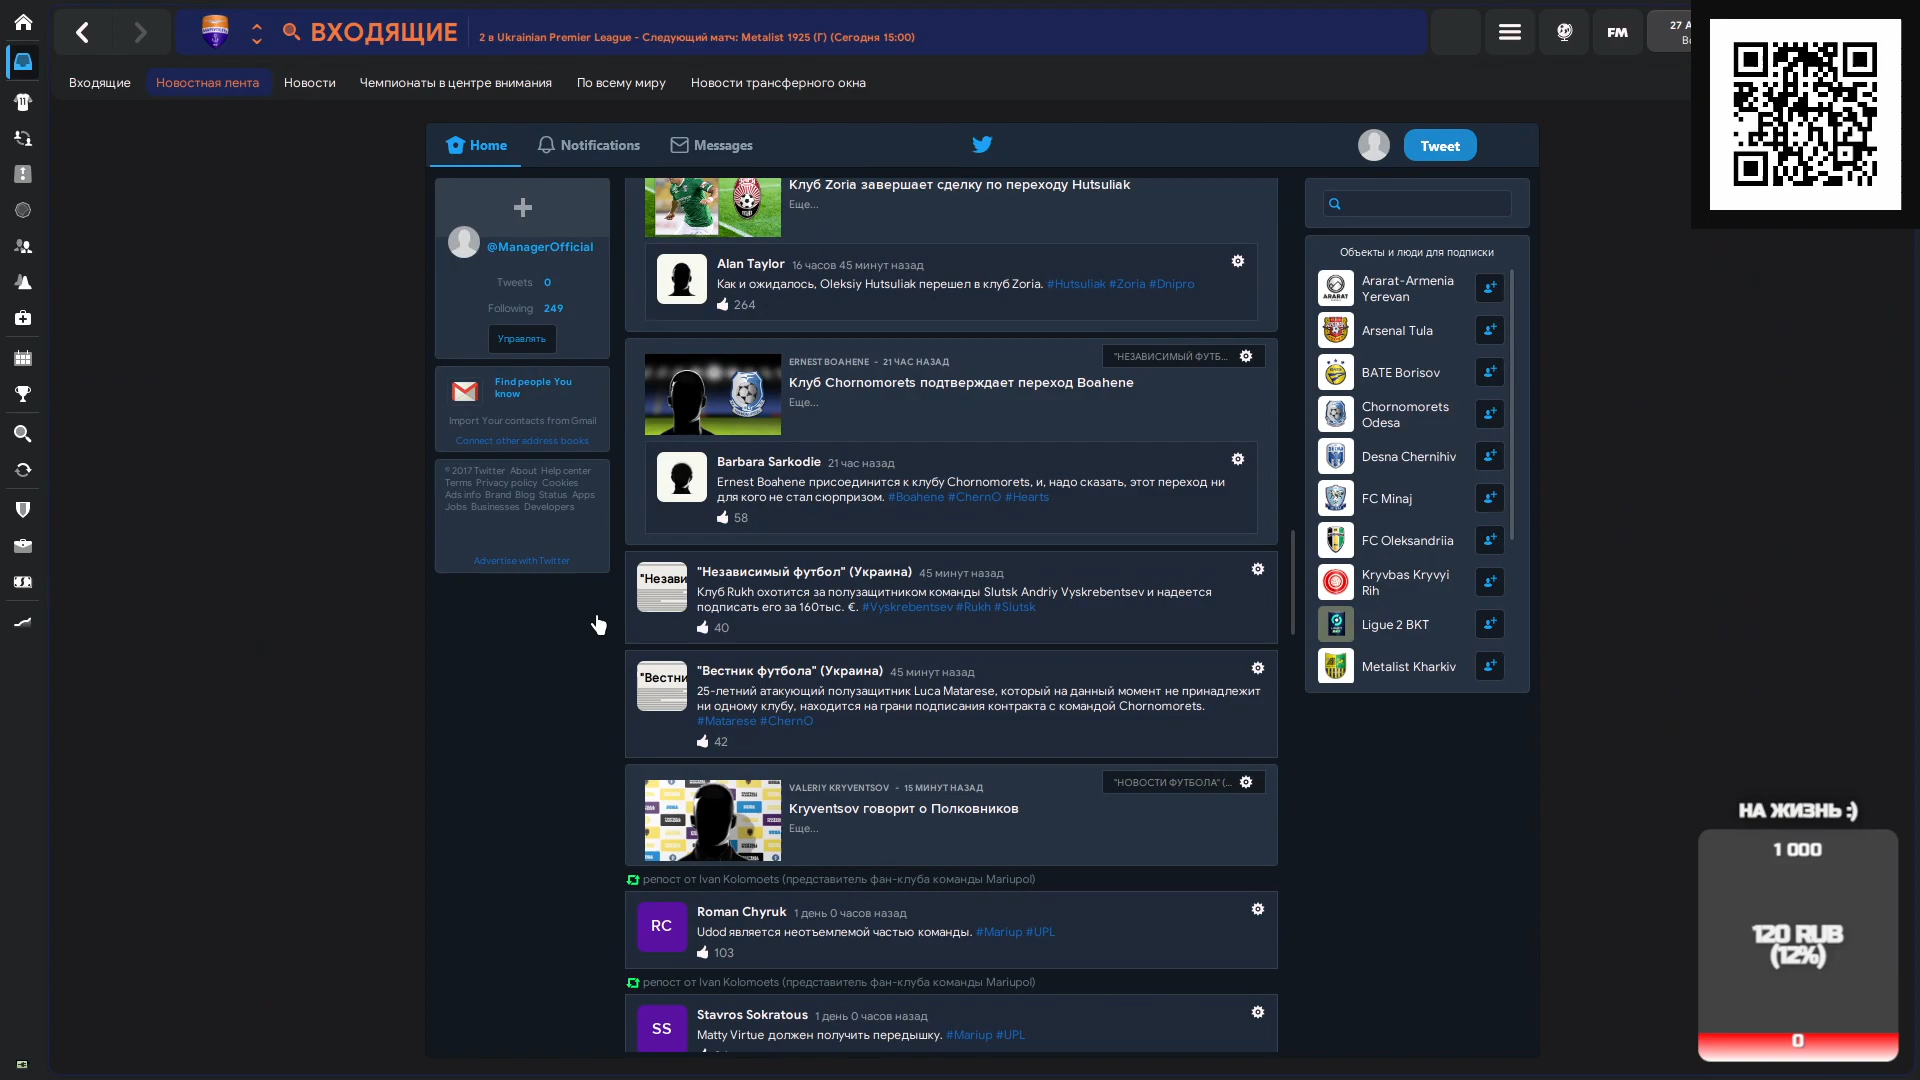 ВХОДЯЩИЕ
2 в Ukrainian Premier League - Следующий матч: Metalist 1925 (Г) (Сегодня 15:00)
FM
Входящие
Новостная лента
Новости
Чемпионаты в центре внимания
По всему миру
Новости трансферного окна
Home
Notifications
Messages
Tweet
@ManagerOfficial
Tweets 0
Following 249
Управлять
Find people You
know
Import Your contacts from Gmail
Connect other address books
© 2017 Twitter About Help center
Terms Privacy policy Cookies
Ads info Brand Blog Status Apps
Jobs Businesses Developers
Advertise with Twitter
Клуб Zoria завершает сделку по переходу Hutsuliak
Еще...
Alan Taylor 16 часов 45 минут назад
Как и ожидалось, Oleksiy Hutsuliak перешел в клуб Zoria. #Hutsuliak #Zoria #Dnipro
264
ERNEST BOAHENE - 21 ЧАС НАЗАД
"НЕЗАВИСИМЫЙ ФУТБ...
Клуб Chornomorets подтверждает переход Boahene
Еще...
Barbara Sarkodie 21 час назад
Ernest Boahene присоединится к клубу Chornomorets, и, надо сказать, этот переход ни
для кого не стал сюрпризом. #Boahene #ChernO #Hearts
58
"Незави
"Независимый футбол" (Украина) 45 минут назад
Клуб Rukh охотится за полузащитником команды Slutsk Andriy Vyskrebentsev и надеется
подписать его за 160тыс. €. #Vyskrebentsev #Rukh #Slutsk
40
"Вестни
"Вестник футбола" (Украина) 45 минут назад
25-летний атакующий полузащитник Luca Matarese, который на данный момент не принадлежит
ни одному клубу, находится на грани подписания контракта с командой Chornomorets.
#Matarese #ChernO
42
VALERIY KRYVENTSOV - 15 МИНУТ НАЗАД
"НОВОСТИ ФУТБОЛА" (...
Kryventsov говорит о Полковников
Еще...
репост от Ivan Kolomoets (представитель фан-клуба команды Mariupol)
RC
Roman Chyruk 1 день 0 часов назад
Udod является неотъемлемой частью команды. #Mariup #UPL
103
репост от Ivan Kolomoets (представитель фан-клуба команды Mariupol)
SS
Stavros Sokratous 1 день 0 часов назад
Matty Virtue должен получить передышку. #Mariup #UPL
Объекты и люди для подписки
Ararat-Armenia
Yerevan
Arsenal Tula
BATE Borisov
Chornomorets
Odesa
Desna Chernihiv
FC Minaj
FC Oleksandriia
Kryvbas Kryvyi
Rih
Ligue 2 BKT
Metalist Kharkiv
НА ЖИЗНЬ :)
1 000
120 RUB
(12%)
0